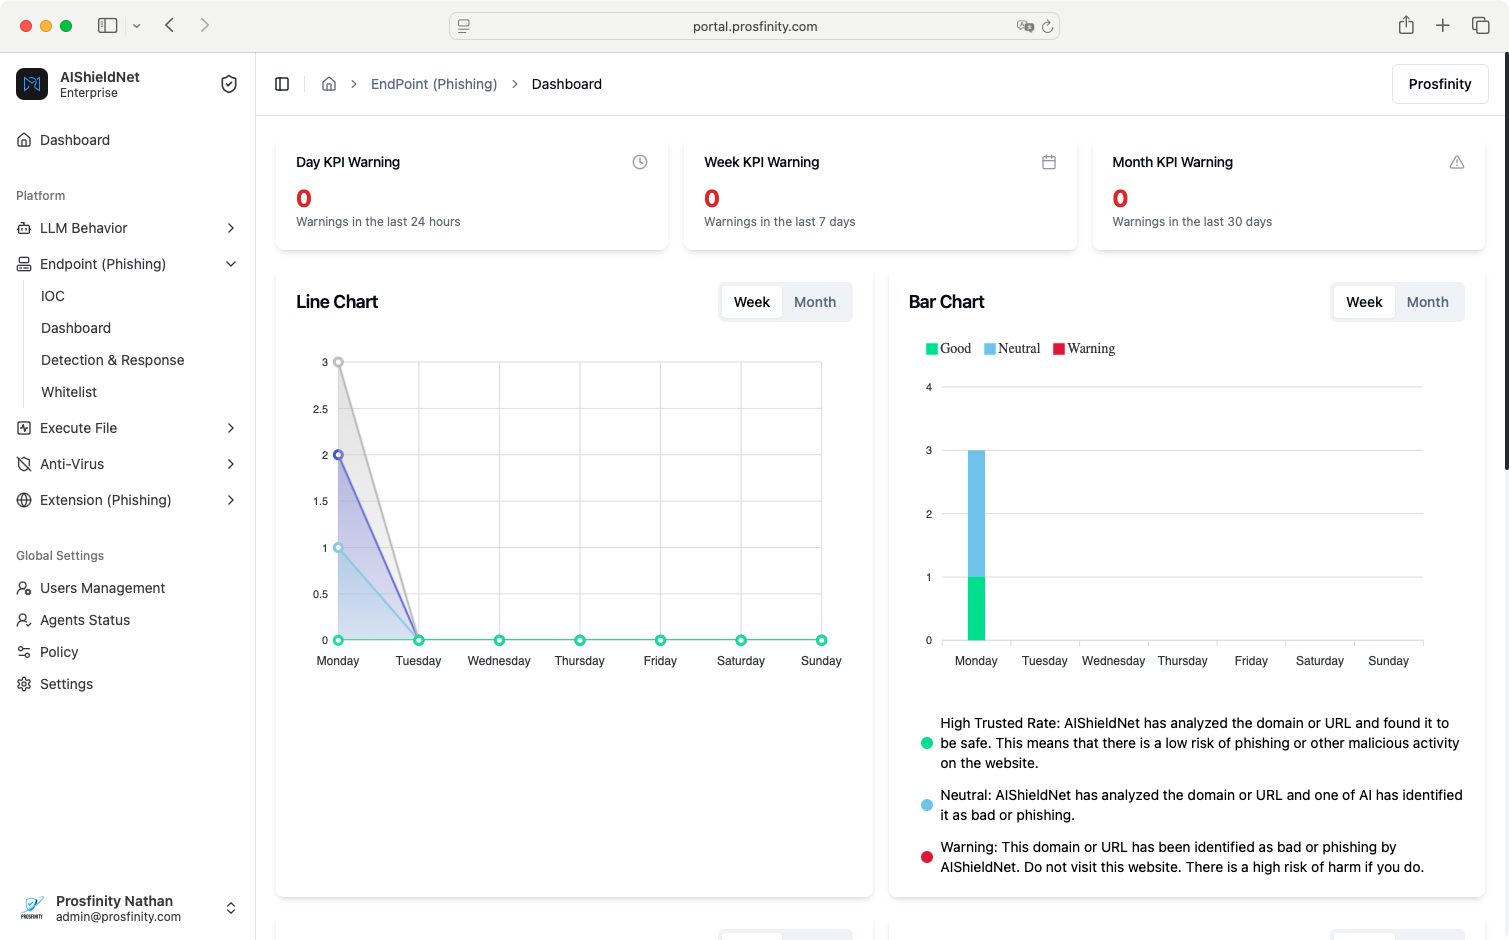 portal.prosfinity.com
AIShieldNet
Enterprise
Dashboard
Platform
LLM Behavior
Endpoint (Phishing)
IOC
Dashboard
Detection & Response
Whitelist
Execute File
Anti-Virus
Extension (Phishing)
Global Settings
Users Management
Agents Status
Policy
Settings
PROSFINITY
Prosfinity Nathan
admin@prosfinity.com
EndPoint (Phishing)
Dashboard
Prosfinity
Day KPI Warning
0
Warnings in the last 24 hours
Week KPI Warning
0
Warnings in the last 7 days
Month KPI Warning
0
Warnings in the last 30 days
Line Chart
Week Month
3
2.5
2
1.5
1
0.5
0
Monday Tuesday Wednesday Thursday Friday Saturday Sunday
Bar Chart
Week Month
Good Neutral Warning
4
3
2
1
0
Monday Tuesday Wednesday Thursday Friday Saturday Sunday
High Trusted Rate: AIShieldNet has analyzed the domain or URL and found it to
be safe. This means that there is a low risk of phishing or other malicious activity
on the website.
Neutral: AIShieldNet has analyzed the domain or URL and one of AI has identified
it as bad or phishing.
Warning: This domain or URL has been identified as bad or phishing by
AIShieldNet. Do not visit this website. There is a high risk of harm if you do.